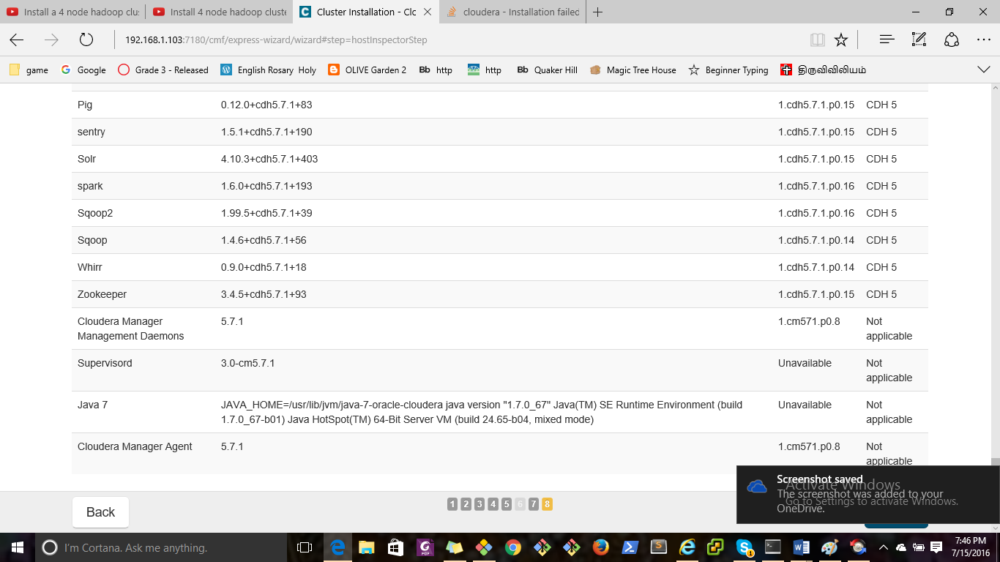 Install a 4 node hadoop clus
Install 4 node hadoop cluste
Cluster Installation - Clo
cloudera - Installation failed
192.168.1.103:7180/cmf/express-wizard/wizard#step=hostInspectorStep
game
Google
Grade 3 - Released
English Rosary Holy
OLIVE Garden 2
Bb http
http
Bb Quaker Hill
Magic Tree House
Beginner Typing
திருவிவிலியம்
Pig 0.12.0+cdh5.7.1+83 1.cdh5.7.1.p0.15 CDH 5
sentry 1.5.1+cdh5.7.1+190 1.cdh5.7.1.p0.15 CDH 5
Solr 4.10.3+cdh5.7.1+403 1.cdh5.7.1.p0.15 CDH 5
spark 1.6.0+cdh5.7.1+193 1.cdh5.7.1.p0.16 CDH 5
Sqoop2 1.99.5+cdh5.7.1+39 1.cdh5.7.1.p0.16 CDH 5
Sqoop 1.4.6+cdh5.7.1+56 1.cdh5.7.1.p0.14 CDH 5
Whirr 0.9.0+cdh5.7.1+18 1.cdh5.7.1.p0.14 CDH 5
Zookeeper 3.4.5+cdh5.7.1+93 1.cdh5.7.1.p0.15 CDH 5
Cloudera Manager 5.7.1 1.cm571.p0.8 Not
Management Daemons applicable
Supervisord 3.0-cm5.7.1 Unavailable Not
applicable
Java 7 JAVA_HOME=/usr/lib/jvm/java-7-oracle-cloudera java version "1.7.0_67" Java(TM) SE Runtime Environment (build Unavailable Not
1.7.0_67-b01) Java HotSpot(TM) 64-Bit Server VM (build 24.65-b04, mixed mode) applicable
Cloudera Manager Agent 5.7.1 1.cm571.p0.8 Not
applicable
Screenshot saved
Activate Windows
The screenshot was added to your
Go to Settings to activate Windows.
OneDrive.
Back
1 2 3 4 5 6 7 8
I'm Cortana. Ask me anything.
7:46 PM
7/15/2016